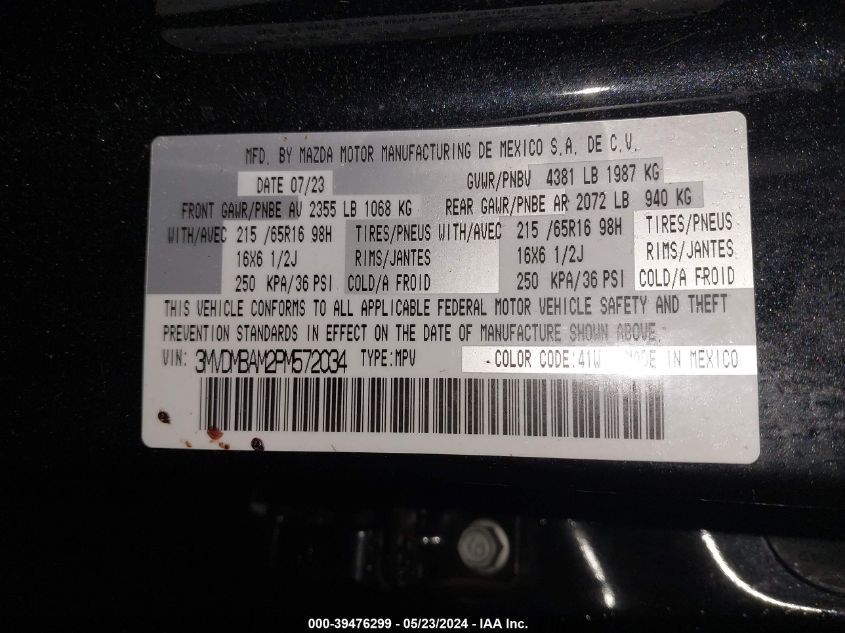 MFD. BY MAZDA MOTOR MANUFACTURING DE MEXICO S.A. DE C.V.
DATE 07/23 GVWR/PNBV 4381 LB 1987 KG
FRONT GAWR/PNBE AV 2355 LB 1068 KG REAR GAWR/PNBE AR 2072 LB 940 KG
WITH/AVEC 215 /65R16 98H TIRES/PNEUS WITH/AVEC 215 /65R16 98H TIRES/PNEUS
16X6 1/2J RIMS/JANTES 16X6 1/2J RIMS/JANTES
250 KPA/36 PSI COLD/A FROID 250 KPA/36 PSI COLD/A FROID
THIS VEHICLE CONFORMS TO ALL APPLICABLE FEDERAL MOTOR VEHICLE SAFETY AND THEFT
PREVENTION STANDARDS IN EFFECT ON THE DATE OF MANUFACTURE SHOWN ABOVE.
VIN: 3MVDMBAM2PM572034 TYPE:MPV COLOR CODE:41W IN MEXICO
000-39476299 - 05/23/2024 - IAA Inc.